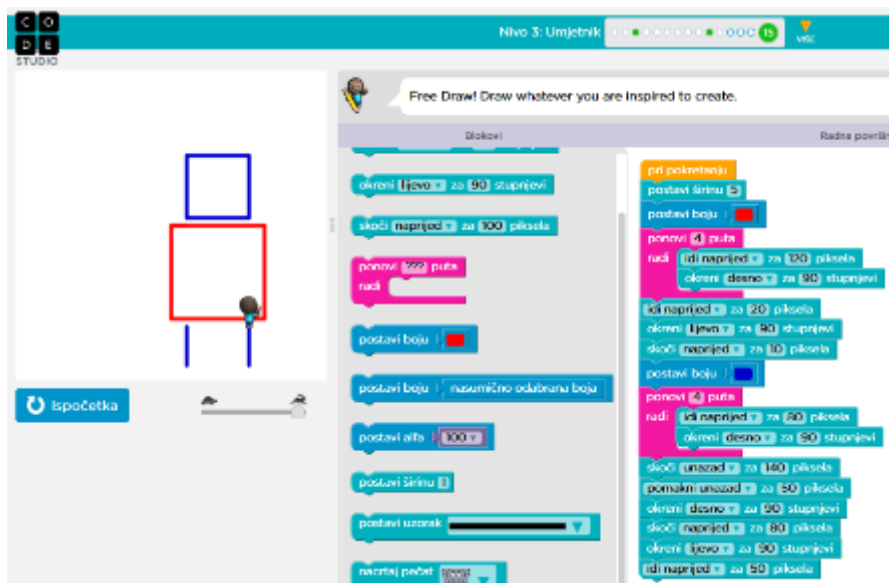 C O
D E
STUDIO
Nivo 3: Umjetnik
15
VIŠE
Free Draw! Draw whatever you are inspired to create.
Blokovi
Radna površin
okreni lijevo za 90 stupnjevi
skoči naprijed za 100 piksela
ponovi ??? puta
radi
postavi boju
postavi boju nasumično odabrana boja
postavi alfa 100
postavi širinu 1
postavi uzorak
nacrtaj pečat
Ispočetka
pri pokretanju
postavi širinu 5
postavi boju
ponovi 4 puta
radi idi naprijed za 120 piksela
okreni desno za 90 stupnjevi
idi naprijed za 20 piksela
okreni lijevo za 90 stupnjevi
skoči naprijed za 10 piksela
postavi boju
ponovi 4 puta
radi idi naprijed za 80 piksela
okreni desno za 90 stupnjevi
skoči unazad za 140 piksela
pomakni unazad za 50 piksela
okreni desno za 90 stupnjevi
skoči naprijed za 80 piksela
okreni lijevo za 90 stupnjevi
idi naprijed za 50 piksela